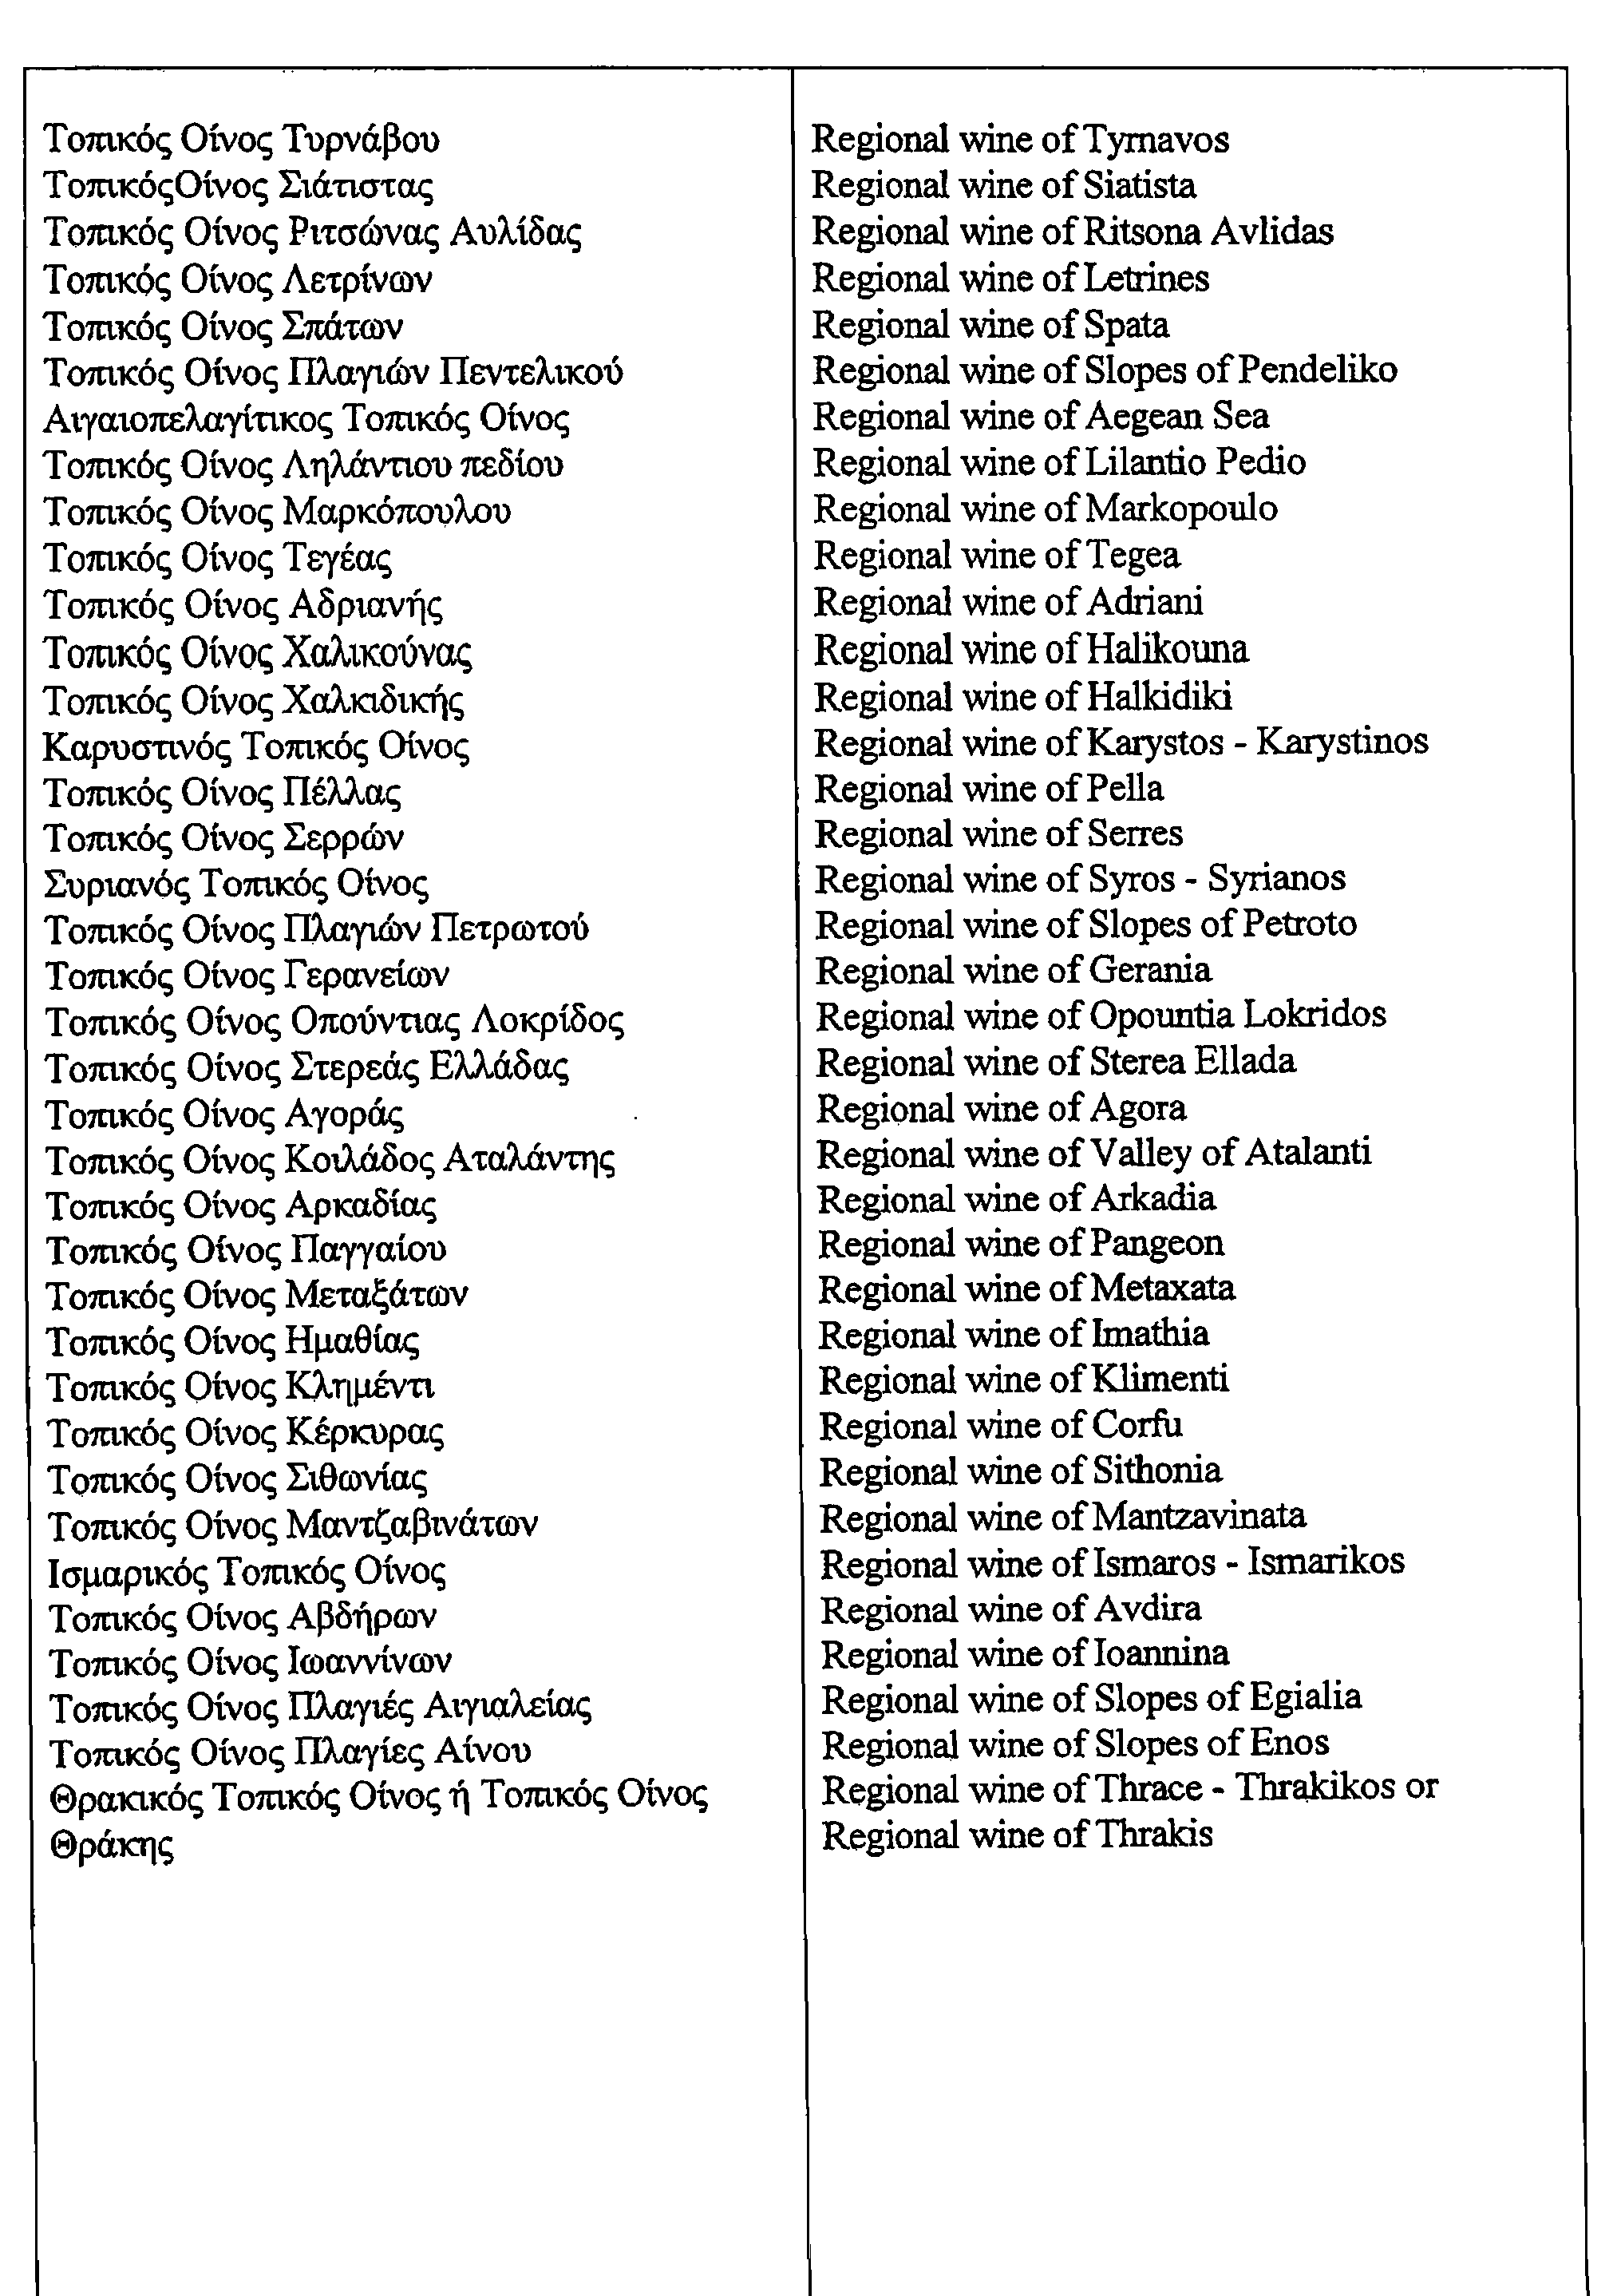 Τοπικός Οίνος Τυρνάβου
ΤοπικόςΟίνος Σιάτιστας
Τοπικός Οίνος Ριτσώνας Αυλίδας
Τοπικός Οίνος Λετρίνων
Τοπικός Οίνος Σπάτων
Τοπικός Οίνος Πλαγιών Πεντελικού
Αιγαιοπελαγίτικος Τοπικός Οίνος
Τοπικός Οίνος Ληλάντιου πεδίου
Τοπικός Οίνος Μαρκόπουλου
Τοπικός Οίνος Τεγέας
Τοπικός Οίνος Αδριανής
Τοπικός Οίνος Χαλικούνας
Τοπικός Οίνος Χαλκιδικής
Καρυστινός Τοπικός Οίνος
Τοπικός Οίνος Πέλλας
Τοπικός Οίνος Σερρών
Συριανός Τοπικός Οίνος
Τοπικός Οίνος Πλαγιών Πετρωτού
Τοπικός Οίνος Γερανείων
Τοπικός Οίνος Οπούντιας Λοκρίδος
Τοπικός Οίνος Στερεάς Ελλάδας
Τοπικός Οίνος Αγοράς
Τοπικός Οίνος Κοιλάδος Αταλάντης
Τοπικός Οίνος Αρκαδίας
Τοπικός Οίνος Παγγαίου
Τοπικός Οίνος Μεταξάτων
Τοπικός Οίνος Ημαθίας
Τοπικός Οίνος Κλημέντι
Τοπικός Οίνος Κέρκυρας
Τοπικός Οίνος Σιθωνίας
Τοπικός Οίνος Μαντζαβινάτων
Ισμαρικός Τοπικός Οίνος
Τοπικός Οίνος Αβδήρων
Τοπικός Οίνος Ιωαννίνων
Τοπικός Οίνος Πλαγιές Αιγιαλείας
Τοπικός Οίνος Πλαγίες Αίνου
Θρακικός Τοπικός Οίνος ή Τοπικός Οίνος
Θράκης
Regional wine of Tyrnavos
Regional wine of Siatista
Regional wine of Ritsona Avlidas
Regional wine of Letrines
Regional wine of Spata
Regional wine of Slopes of Pendeliko
Regional wine of Aegean Sea
Regional wine of Lilantio Pedio
Regional wine of Markopoulo
Regional wine of Tegea
Regional wine of Adriani
Regional wine of Halikouna
Regional wine of Halkidiki
Regional wine of Karystos - Karystinos
Regional wine of Pella
Regional wine of Serres
Regional wine of Syros - Syrianos
Regional wine of Slopes of Petroto
Regional wine of Gerania
Regional wine of Opountia Lokridos
Regional wine of Sterea Ellada
Regional wine of Agora
Regional wine of Valley of Atalanti
Regional wine of Arkadia
Regional wine of Pangeon
Regional wine of Metaxata
Regional wine of Imathia
Regional wine of Klimenti
Regional wine of Corfu
Regional wine of Sithonia
Regional wine of Mantzavinata
Regional wine of Ismaros - Ismarikos
Regional wine of Avdira
Regional wine of Ioannina
Regional wine of Slopes of Egialia
Regional wine of Slopes of Enos
Regional wine of Thrace - Thrakikos or
Regional wine of Thrakis